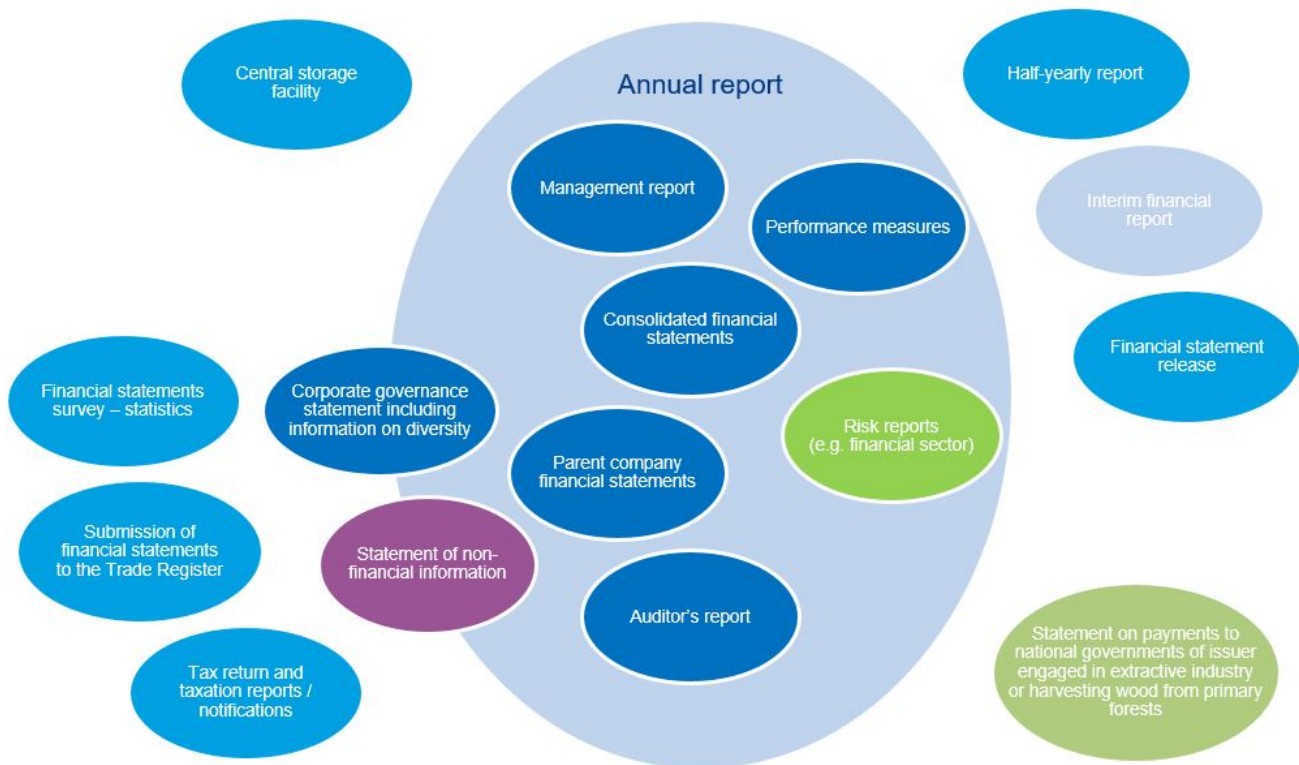 Central storage
facility
Annual report
Half-yearly report
Management report
Performance measures
Interim financial
report
Consolidated financial
statements
Financial statement
release
Financial statements
survey – statistics
Corporate governance
statement including
information on diversity
Risk reports
(e.g. financial sector)
Parent company
financial statements
Submission of
financial statements
to the Trade Register
Statement of non-
financial information
Auditor's report
Statement on payments to
national governments of issuer
engaged in extractive industry
or harvesting wood from primary
forests
Tax return and
taxation reports /
notifications